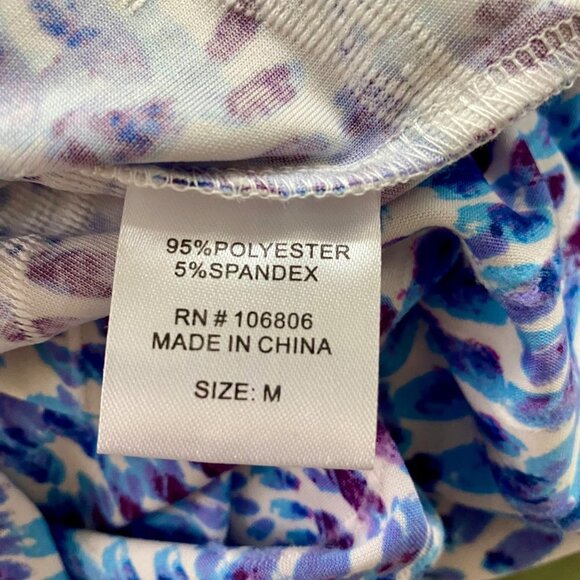 95%POLYESTER
5%SPANDEX
RN # 106806
MADE IN CHINA
SIZE: M